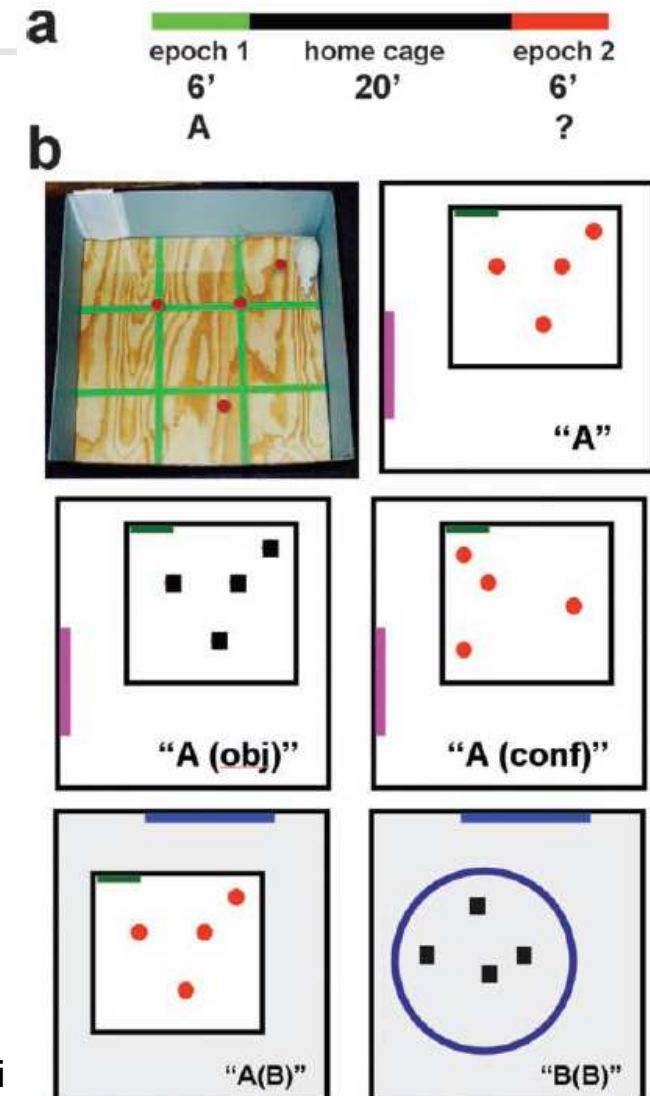 a
epoch 1 home cage epoch 2
6’ 20’ 6’
A ?
b
“A”
“A (obj)” “A (conf)”
“A(B)” “B(B)”
i